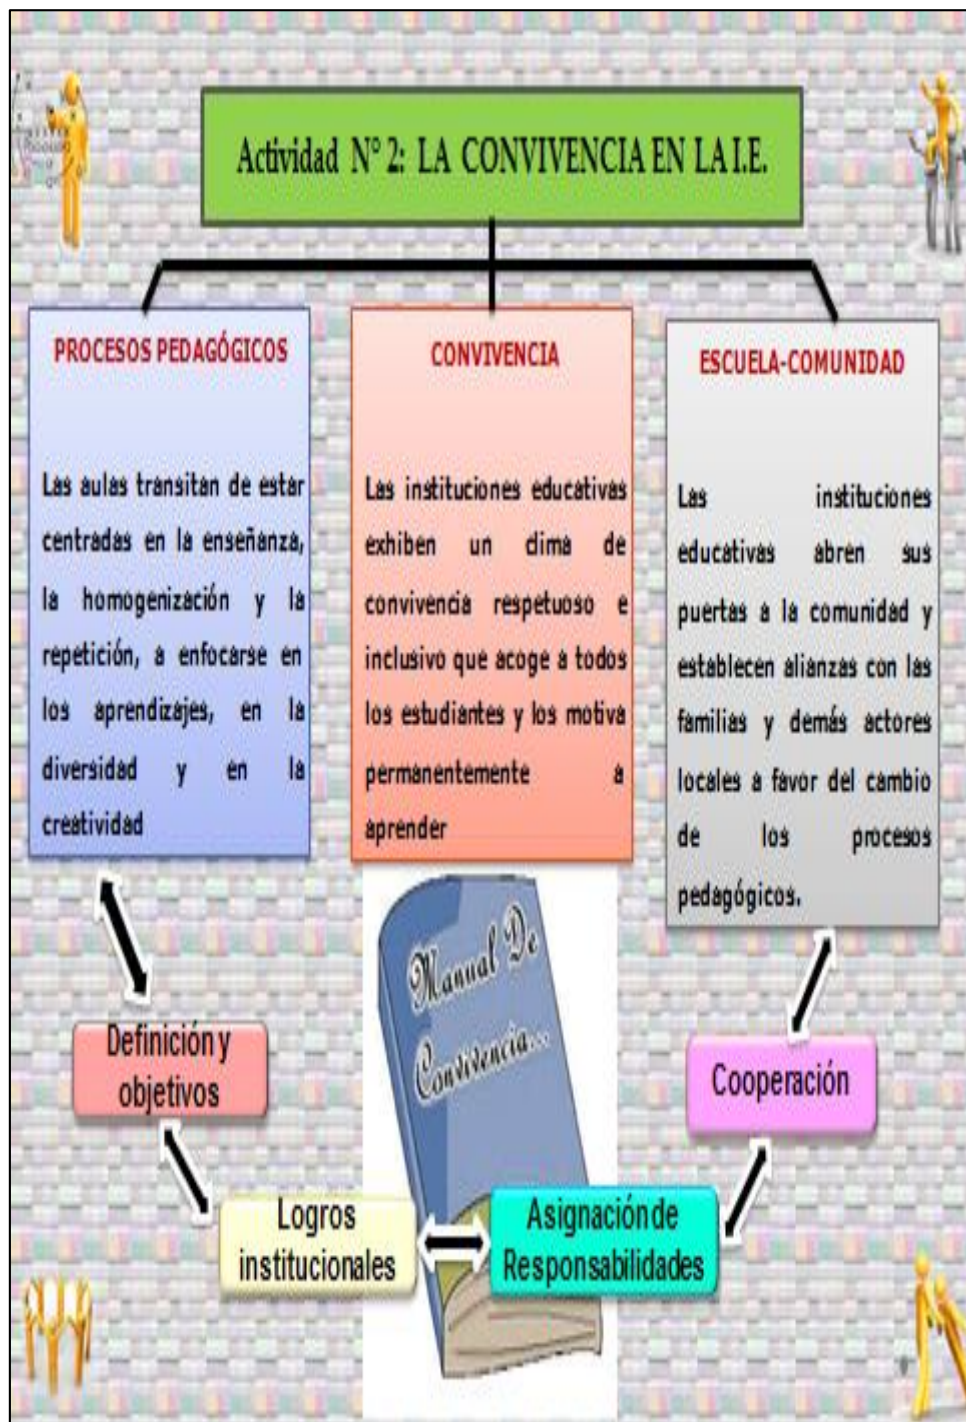 Actividad N° 2: LA CONVIVENCIA EN LA I.E.
PROCESOS PEDAGÓGICOS
Las aulas transitan de estar
centradas en la enseñanza,
la homogenización y la
repetición, a enfocarse en
los aprendizajes, en la
diversidad y en la
creatividad
CONVIVENCIA
Las instituciones educativas
exhiben un clima de
convivencia respetuoso e
inclusivo que acoge a todos
los estudiantes y los motiva
permanentemente a
aprender
ESCUELA-COMUNIDAD
Las instituciones
educativas abren sus
puertas a la comunidad y
establecen alianzas con las
familias y demás actores
locales a favor del cambio
de los procesos
pedagógicos.
Manual De
Convivencia...
Definición y
objetivos
Cooperación
Logros
institucionales
Asignación de
Responsabilidades